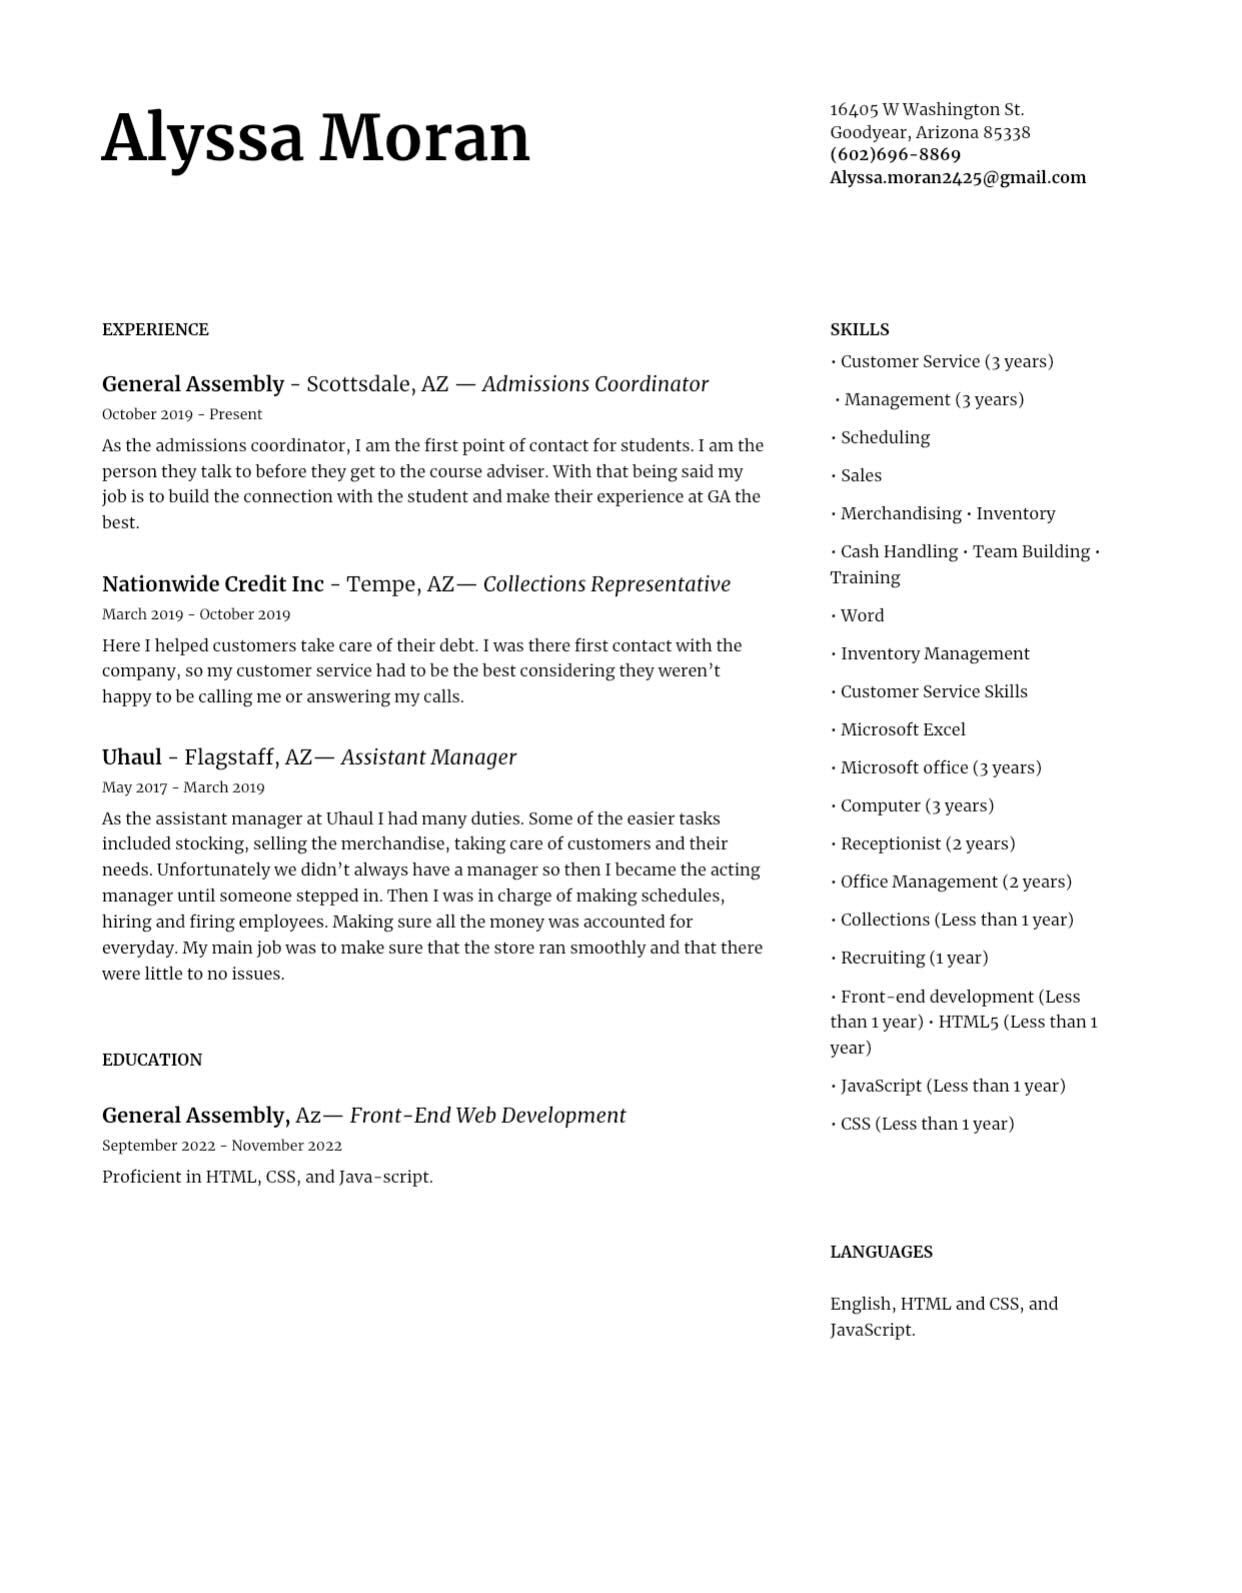 Alyssa Moran
16405 W Washington St.
Goodyear, Arizona 85338
(602)696-8869
Alyssa.moran2425@gmail.com
EXPERIENCE
General Assembly - Scottsdale, AZ — Admissions Coordinator
October 2019 - Present
As the admissions coordinator, I am the first point of contact for students. I am the
person they talk to before they get to the course adviser. With that being said my
job is to build the connection with the student and make their experience at GA the
best.
Nationwide Credit Inc - Tempe, AZ— Collections Representative
March 2019 - October 2019
Here I helped customers take care of their debt. I was there first contact with the
company, so my customer service had to be the best considering they weren’t
happy to be calling me or answering my calls.
Uhaul - Flagstaff, AZ— Assistant Manager
May 2017 - March 2019
As the assistant manager at Uhaul I had many duties. Some of the easier tasks
included stocking, selling the merchandise, taking care of customers and their
needs. Unfortunately we didn’t always have a manager so then I became the acting
manager until someone stepped in. Then I was in charge of making schedules,
hiring and firing employees. Making sure all the money was accounted for
everyday. My main job was to make sure that the store ran smoothly and that there
were little to no issues.
EDUCATION
General Assembly, Az— Front-End Web Development
September 2022 - November 2022
Proficient in HTML, CSS, and Java-script.
SKILLS
· Customer Service (3 years)
· Management (3 years)
· Scheduling
· Sales
· Merchandising · Inventory
· Cash Handling · Team Building ·
Training
· Word
· Inventory Management
· Customer Service Skills
· Microsoft Excel
· Microsoft office (3 years)
· Computer (3 years)
· Receptionist (2 years)
· Office Management (2 years)
· Collections (Less than 1 year)
· Recruiting (1 year)
· Front-end development (Less
than 1 year) · HTML5 (Less than 1
year)
· JavaScript (Less than 1 year)
· CSS (Less than 1 year)
LANGUAGES
English, HTML and CSS, and
JavaScript.